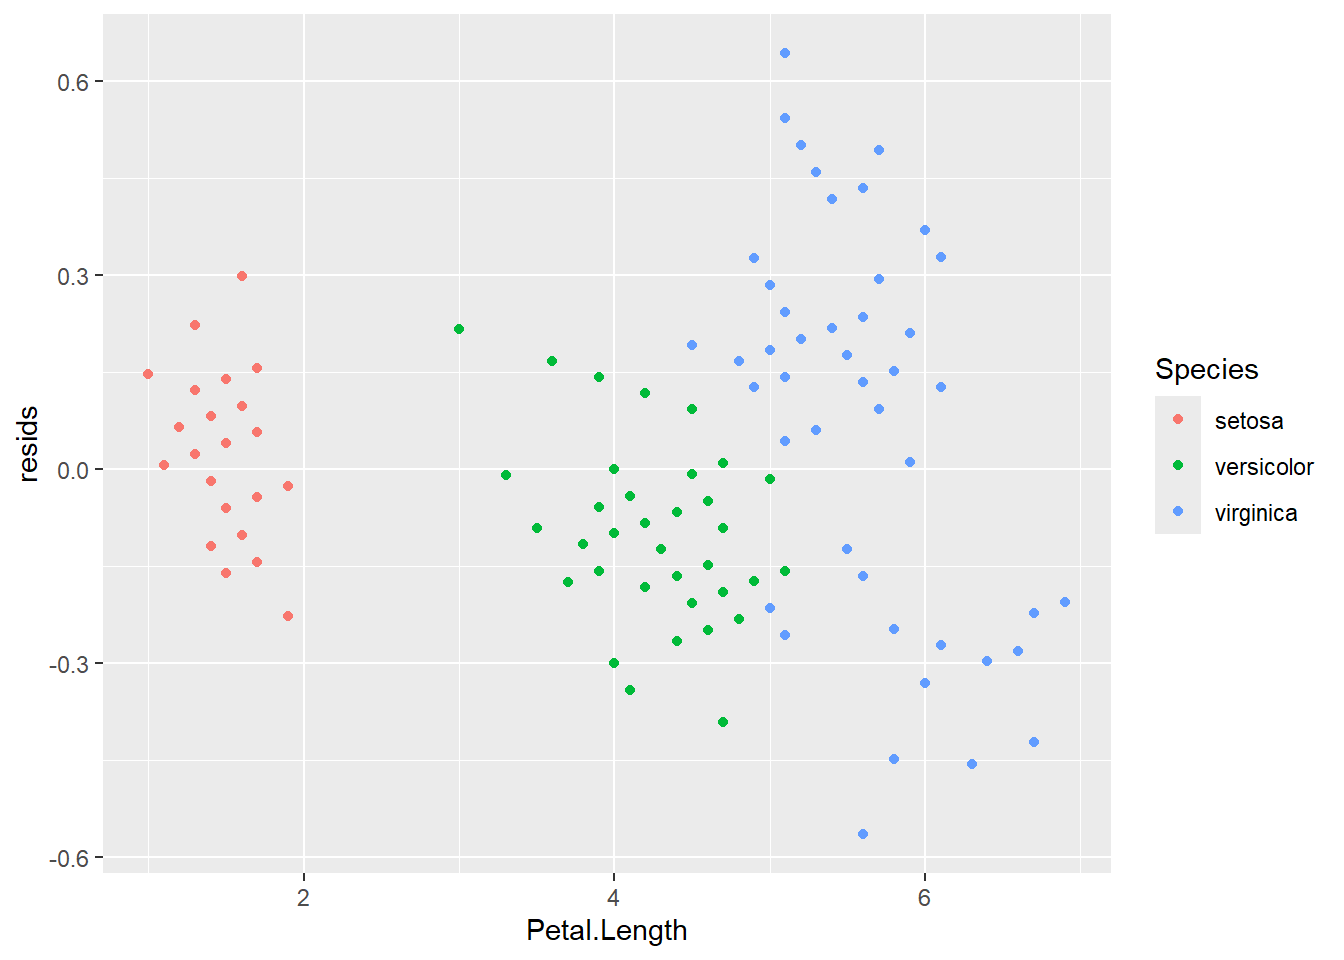 0.6
0.3
0.0
-0.3
-0.6
resids
2 4 6
Petal.Length
Species
setosa
versicolor
virginica